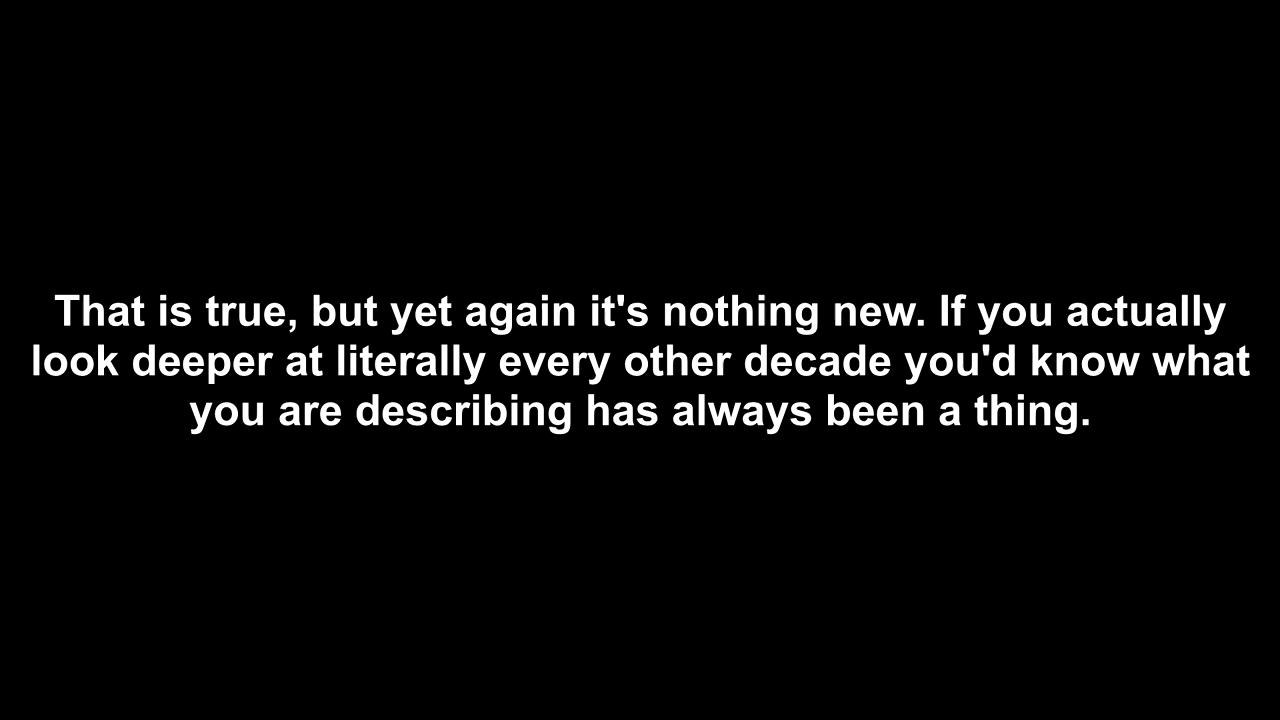 That is true, but yet again it's nothing new. If you actually
look deeper at literally every other decade you'd know what
you are describing has always been a thing.